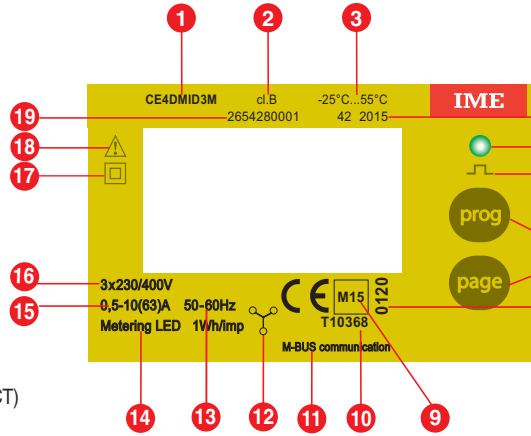 1 2 3
CE4DMID3M cl.B -25°C...55°C IME
19 2654280001 42 2015
18
17
prog
16 3x230/400V page
15 0,5-10(63)A 50-60Hz CE M15 0120
Metering LED 1Wh/imp T10368
M-BUS communication
CT)
14 13 12 11 10 9